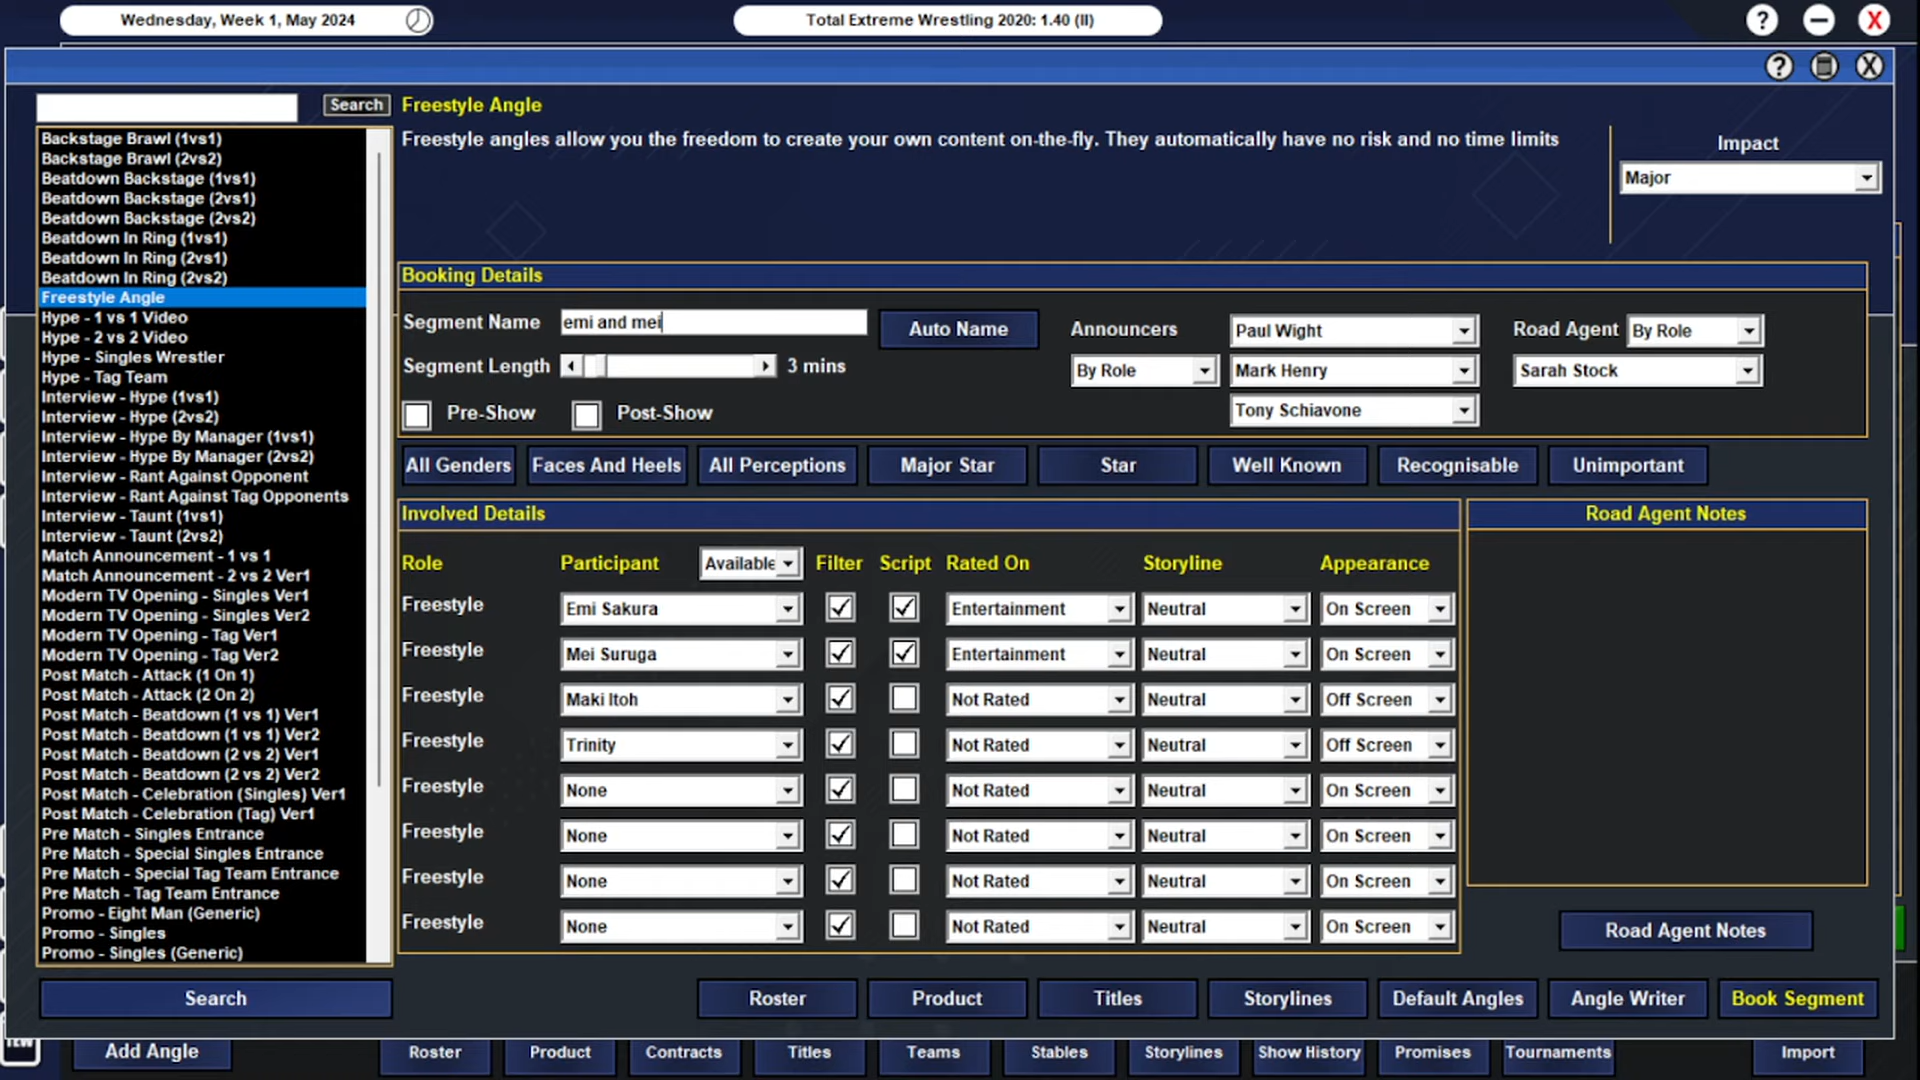 Wednesday, Week 1, May 2024
Total Extreme Wrestling 2020: 1.40 (II)
? X
? X
Search
Backstage Brawl (1vs1)
Backstage Brawl (2vs2)
Beatdown Backstage (1vs1)
Beatdown Backstage (2vs1)
Beatdown Backstage (2vs2)
Beatdown In Ring (1vs1)
Beatdown In Ring (2vs1)
Beatdown In Ring (2vs2)
Freestyle Angle
Hype - 1 vs 1 Video
Hype - 2 vs 2 Video
Hype - Singles Wrestler
Hype - Tag Team
Interview - Hype (1vs1)
Interview - Hype (2vs2)
Interview - Hype By Manager (1vs1)
Interview - Hype By Manager (2vs2)
Interview - Rant Against Opponent
Interview - Rant Against Tag Opponents
Interview - Taunt (1vs1)
Interview - Taunt (2vs2)
Match Announcement - 1 vs 1
Match Announcement - 2 vs 2 Ver1
Modern TV Opening - Singles Ver1
Modern TV Opening - Singles Ver2
Modern TV Opening - Tag Ver1
Modern TV Opening - Tag Ver2
Post Match - Attack (1 On 1)
Post Match - Attack (2 On 2)
Post Match - Beatdown (1 vs 1) Ver1
Post Match - Beatdown (1 vs 1) Ver2
Post Match - Beatdown (2 vs 2) Ver1
Post Match - Beatdown (2 vs 2) Ver2
Post Match - Celebration (Singles) Ver1
Post Match - Celebration (Tag) Ver1
Pre Match - Singles Entrance
Pre Match - Special Singles Entrance
Pre Match - Special Tag Team Entrance
Pre Match - Tag Team Entrance
Promo - Eight Man (Generic)
Promo - Singles
Promo - Singles (Generic)
Search
Freestyle Angle
Freestyle angles allow you the freedom to create your own content on-the-fly. They automatically have no risk and no time limits
Impact
Major
Booking Details
Segment Name emi and mei Auto Name Announcers Paul Wight Road Agent By Role
Segment Length 3 mins By Role Mark Henry Sarah Stock
Pre-Show Post-Show Tony Schiavone
All Genders Faces And Heels All Perceptions Major Star Star Well Known Recognisable Unimportant
Involved Details
Role Participant Available Filter Script Rated On Storyline Appearance
Freestyle Emi Sakura Entertainment Neutral On Screen
Freestyle Mei Suruga Entertainment Neutral On Screen
Freestyle Maki Itoh Not Rated Neutral Off Screen
Freestyle Trinity Not Rated Neutral Off Screen
Freestyle None Not Rated Neutral On Screen
Freestyle None Not Rated Neutral On Screen
Freestyle None Not Rated Neutral On Screen
Freestyle None Not Rated Neutral On Screen
Road Agent Notes
Road Agent Notes
Roster Product Titles Storylines Default Angles Angle Writer Book Segment
Add Angle Roster Product Contracts Titles Teams Stables Storylines Show History Promises Tournaments Import